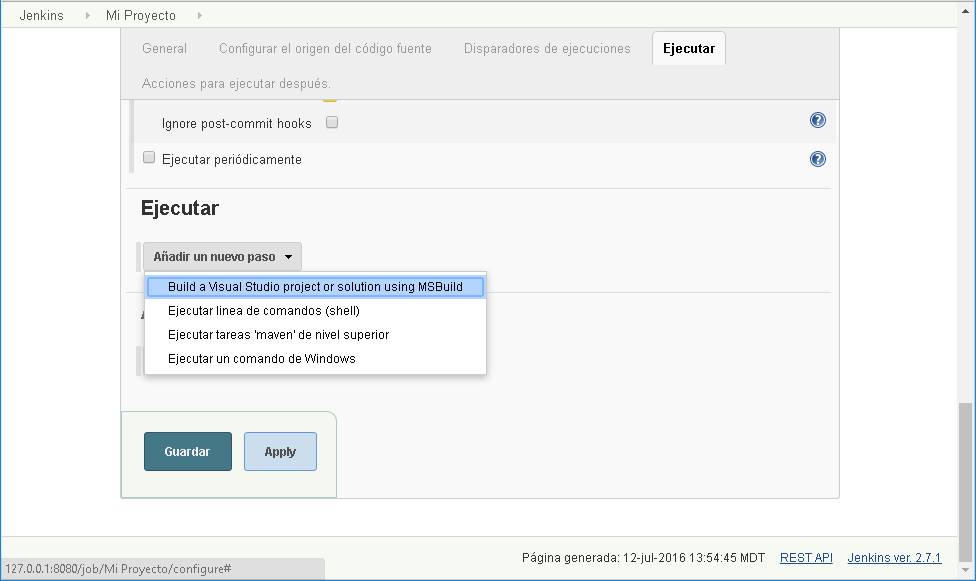 Jenkins Mi Proyecto
General Configurar el origen del código fuente Disparadores de ejecuciones Ejecutar
Acciones para ejecutar después.
Ignore post-commit hooks
Ejecutar periódicamente
Ejecutar
Añadir un nuevo paso
Build a Visual Studio project or solution using MSBuild
Ejecutar linea de comandos (shell)
Ejecutar tareas 'maven' de nivel superior
Ejecutar un comando de Windows
Guardar Apply
Página generada: 12-jul-2016 13:54:45 MDT REST API Jenkins ver. 2.7.1
127.0.0.1:8080/job/Mi Proyecto/configure#